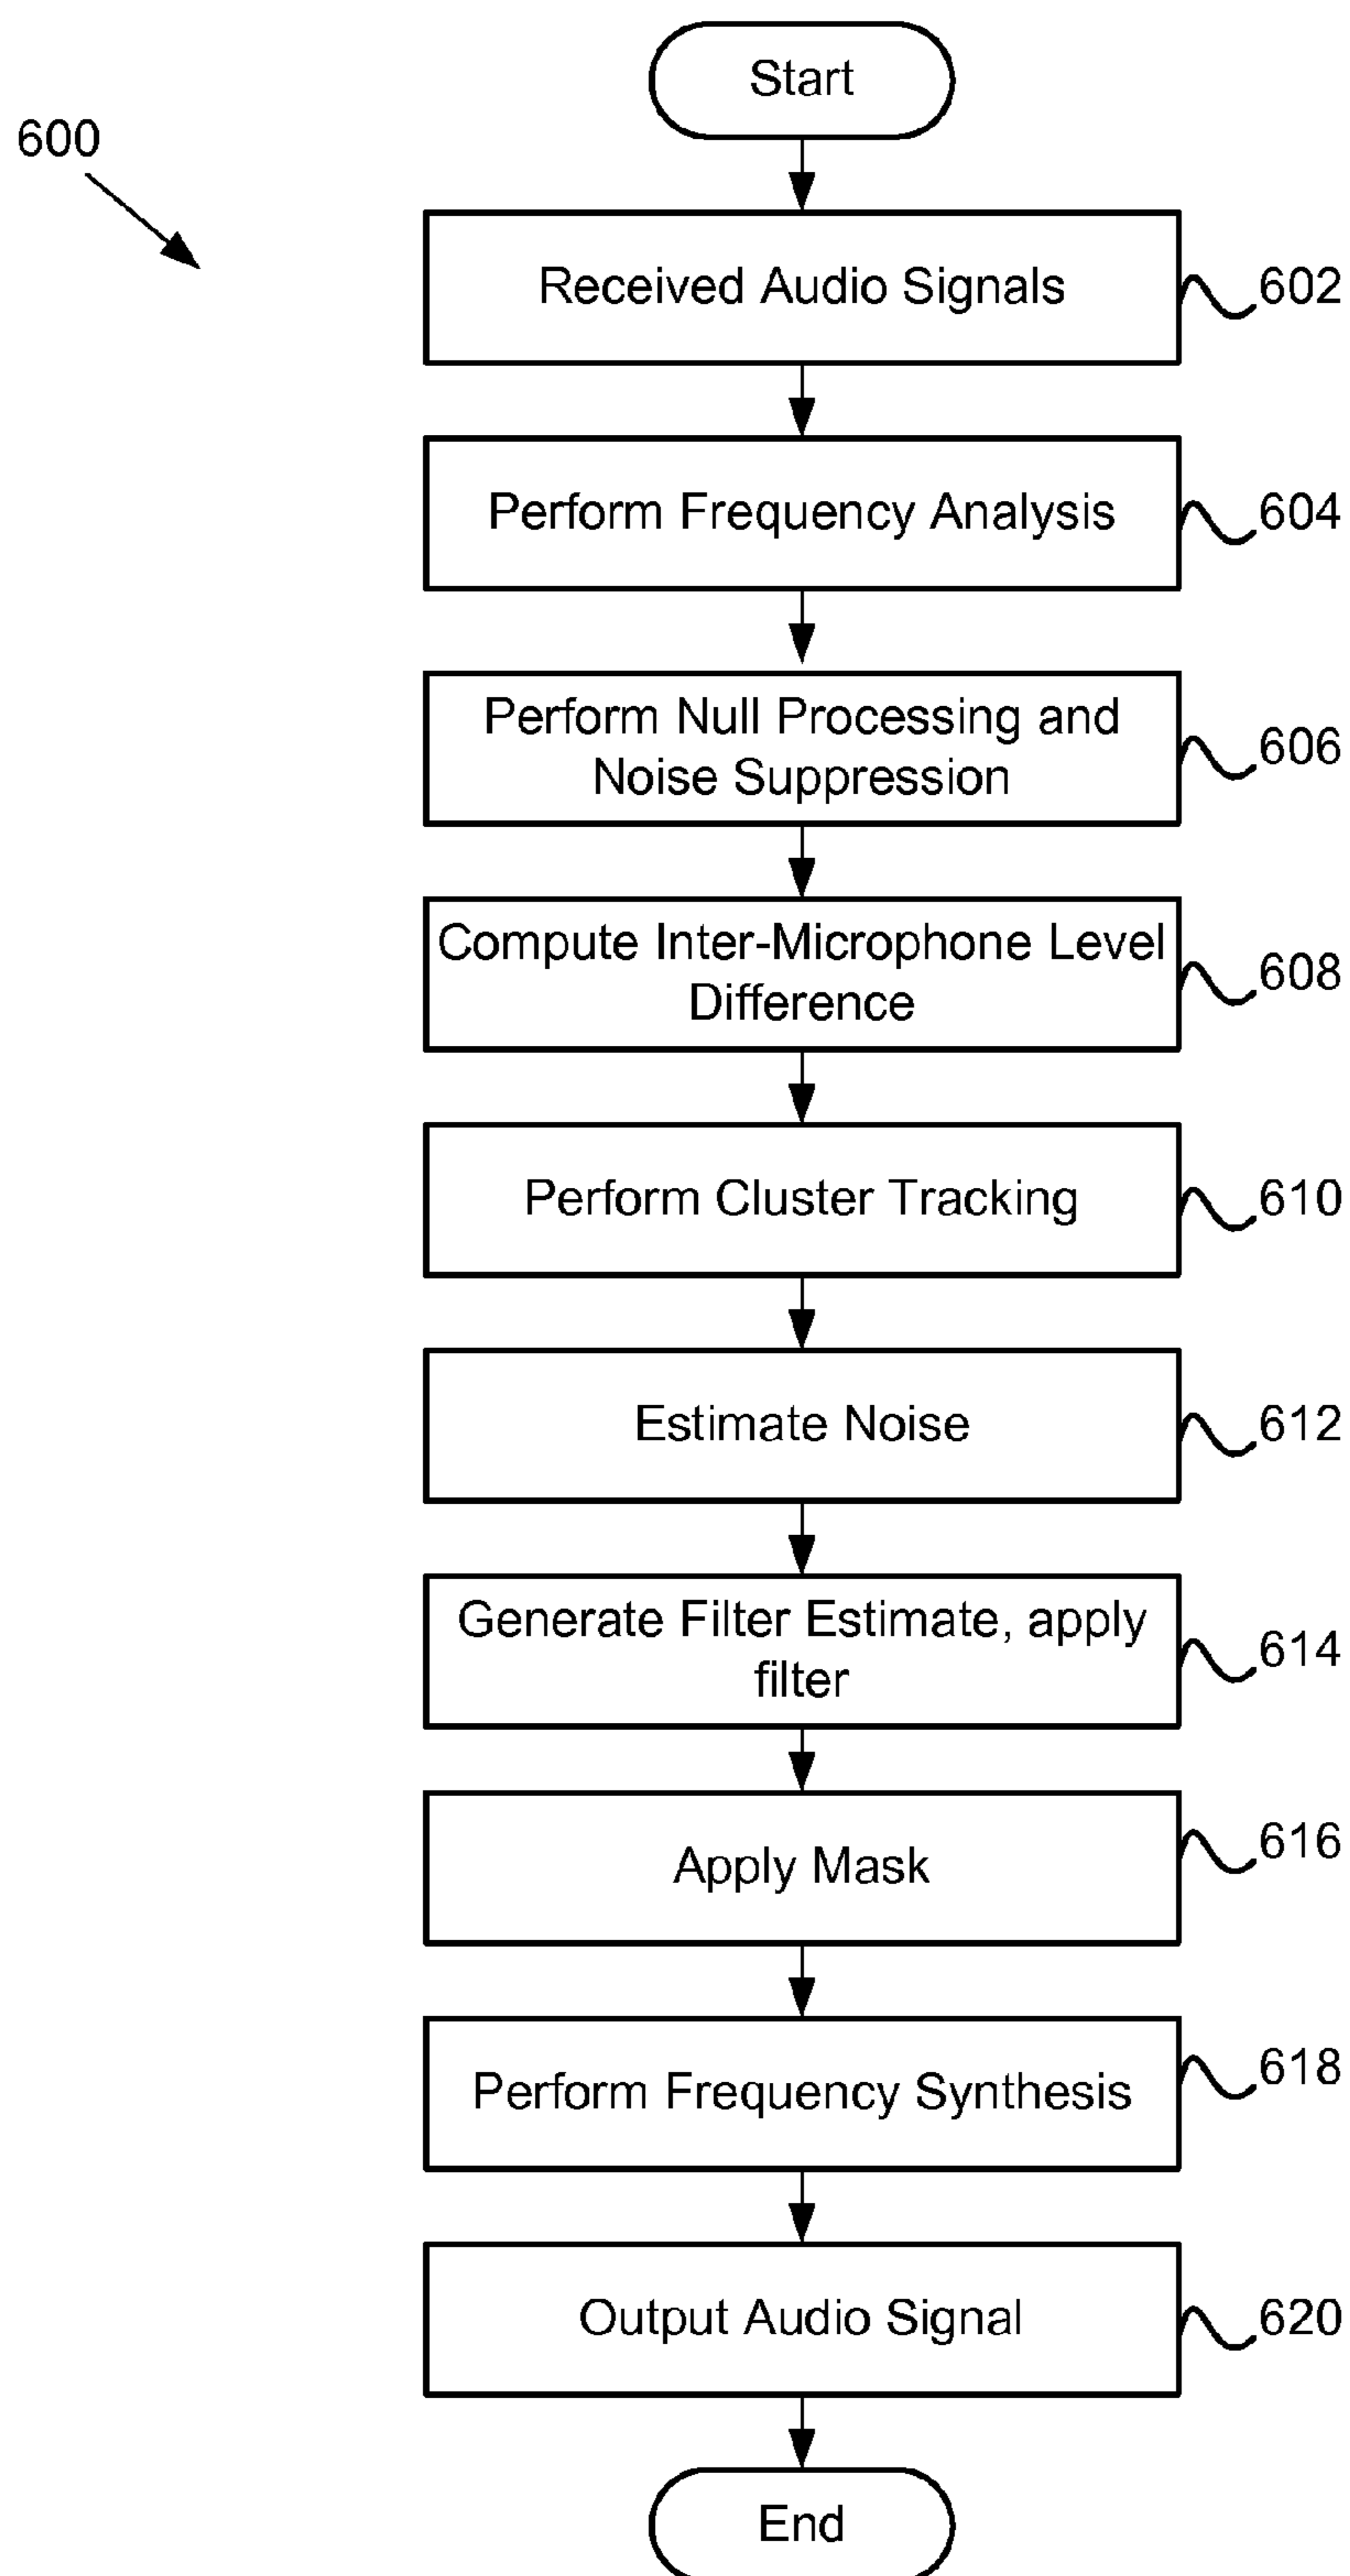 Start
600
Received Audio Signals
602
Perform Frequency Analysis
604
Perform Null Processing and
Noise Suppression
606
Compute Inter-Microphone Level
Difference
608
Perform Cluster Tracking
610
Estimate Noise
612
Generate Filter Estimate, apply
filter
614
Apply Mask
616
Perform Frequency Synthesis
618
Output Audio Signal
620
End